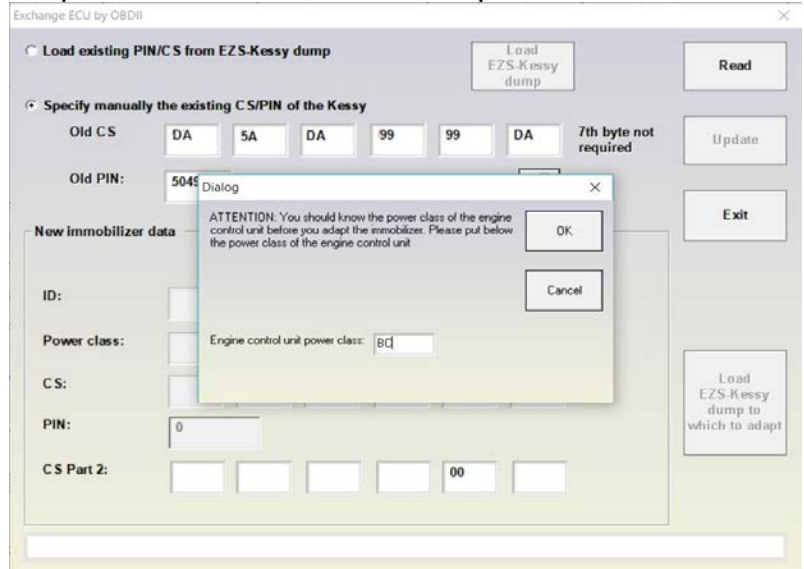 Exchange ECU by OBDII
Load existing PIN/CS from EZS-Kessy dump
Load
EZS-Kessy
dump
Read
Specify manually the existing CS/PIN of the Kessy
Old CS DA 5A DA 99 99 DA 7th byte not
required
Update
Old PIN: 5049
Dialog
ATTENTION: You should know the power class of the engine
control unit before you adapt the immobilizer. Please put below
the power class of the engine control unit
OK
Cancel
Engine control unit power class: BC
Exit
New immobilizer data
ID:
Power class:
CS:
PIN: 0
CS Part 2: 00
Load
EZS-Kessy
dump to
which to adapt